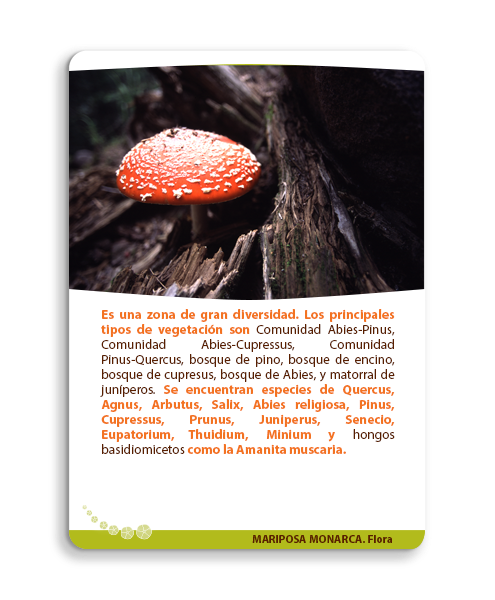 Es una zona de gran diversidad. Los principales
tipos de vegetación son Comunidad Abies-Pinus,
Comunidad Abies-Cupressus, Comunidad
Pinus-Quercus, bosque de pino, bosque de encino,
bosque de cupresus, bosque de Abies, y matorral de
juníperos. Se encuentran especies de Quercus,
Agnus, Arbutus, Salix, Abies religiosa, Pinus,
Cupressus, Prunus, Juniperus, Senecio,
Eupatorium, Thuidium, Minium y hongos
basidiomicetos como la Amanita muscaria.
MARIPOSA MONARCA. Flora